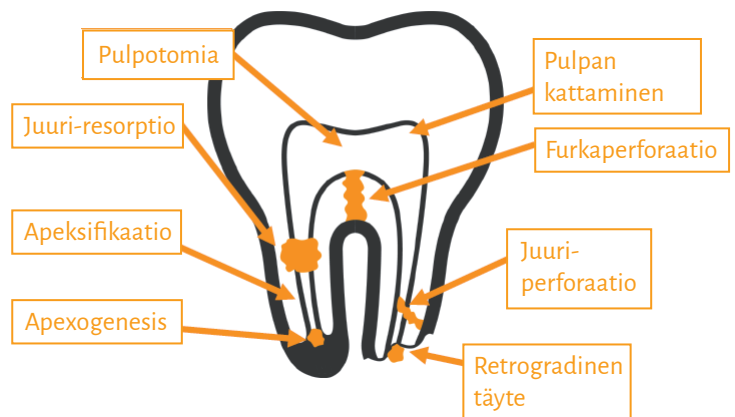 Pulpotomia
Pulpan
kattaminen
Juuri-resorptio
Furkaperforaatio
Apeksifikaatio
Juuri-
perforaatio
Apexogenesis
Retrogradinen
täyte